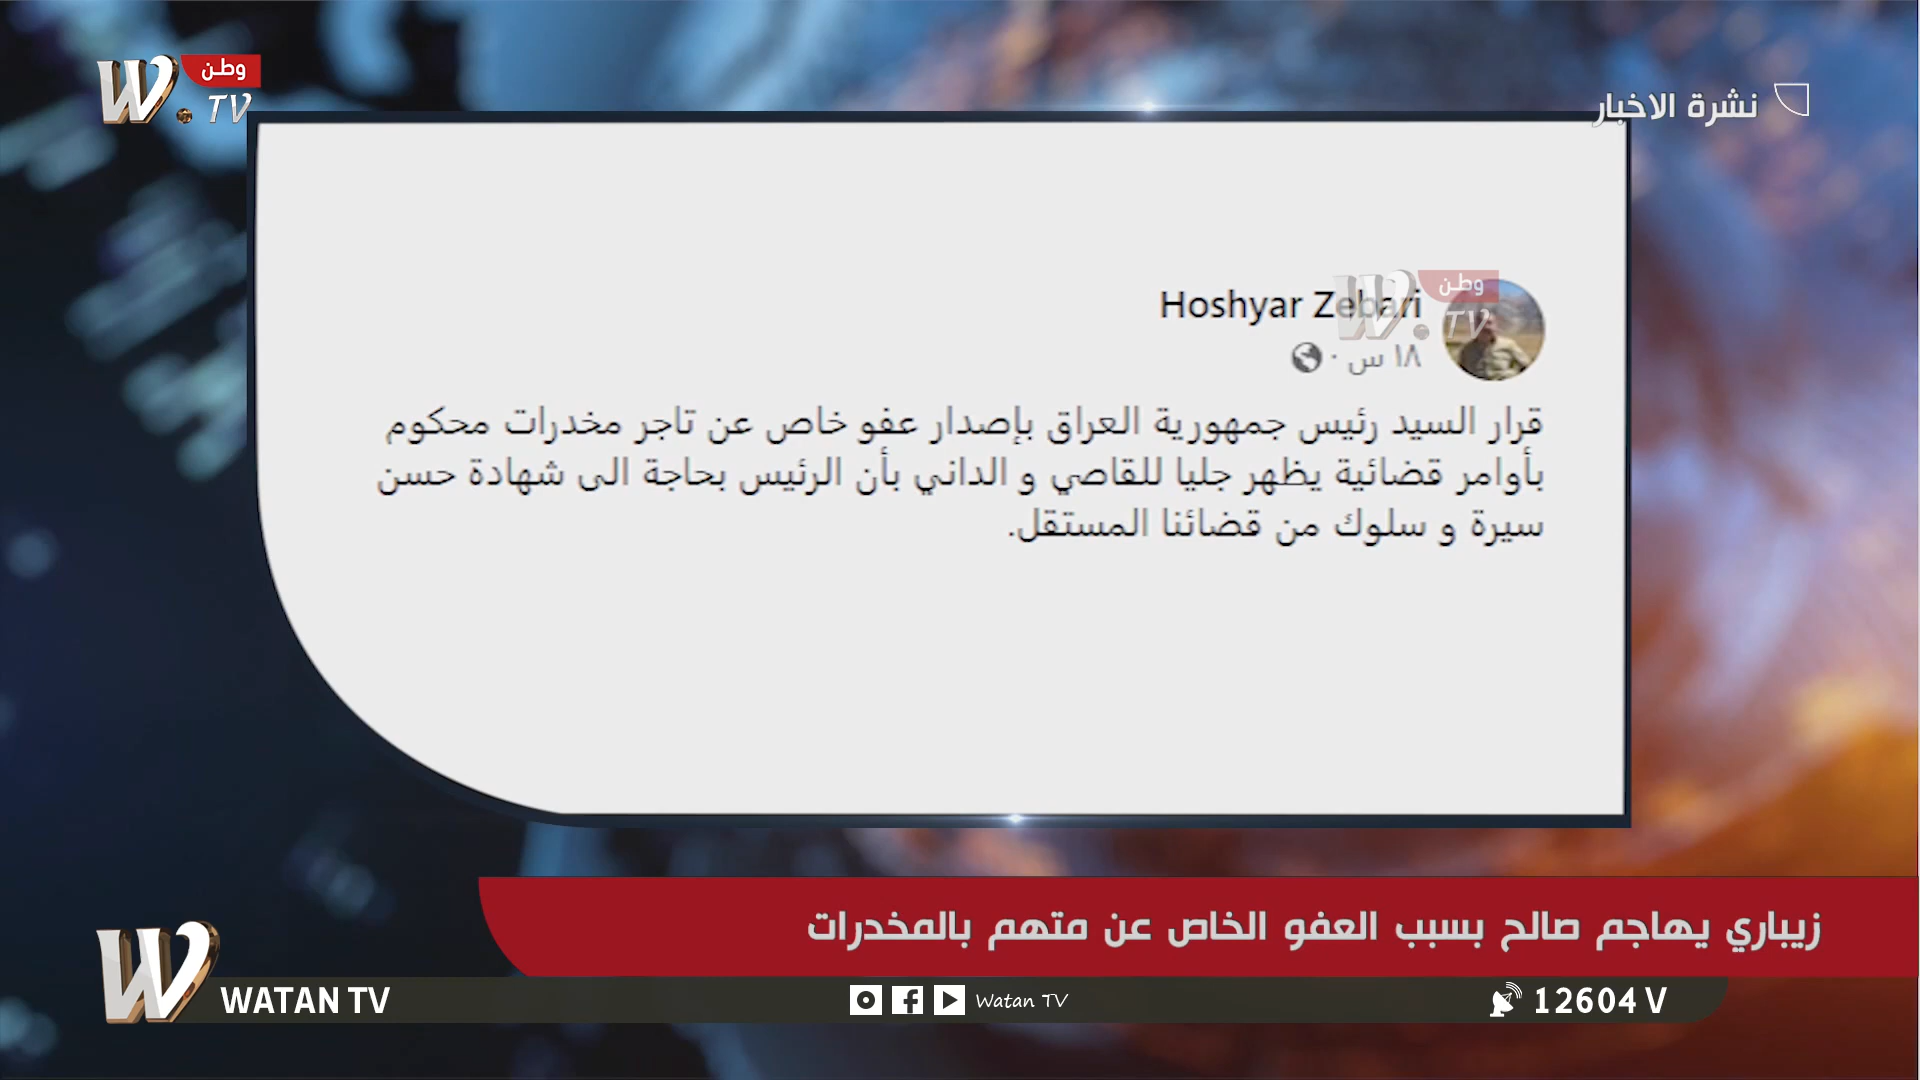 وطن
TV
نشرة الاخبار
وطن
TV
Hoshyar Zebari
١٨ س ·
قرار السيد رئيس جمهورية العراق بإصدار عفو خاص عن تاجر مخدرات محكوم
بأوامر قضائية يظهر جليا للقاصي و الداني بأن الرئيس بحاجة الى شهادة حسن
سيرة و سلوك من قضائنا المستقل.
زيباري يهاجم صالح بسبب العفو الخاص عن متهم بالمخدرات
WATAN TV
Watan TV
12604 V